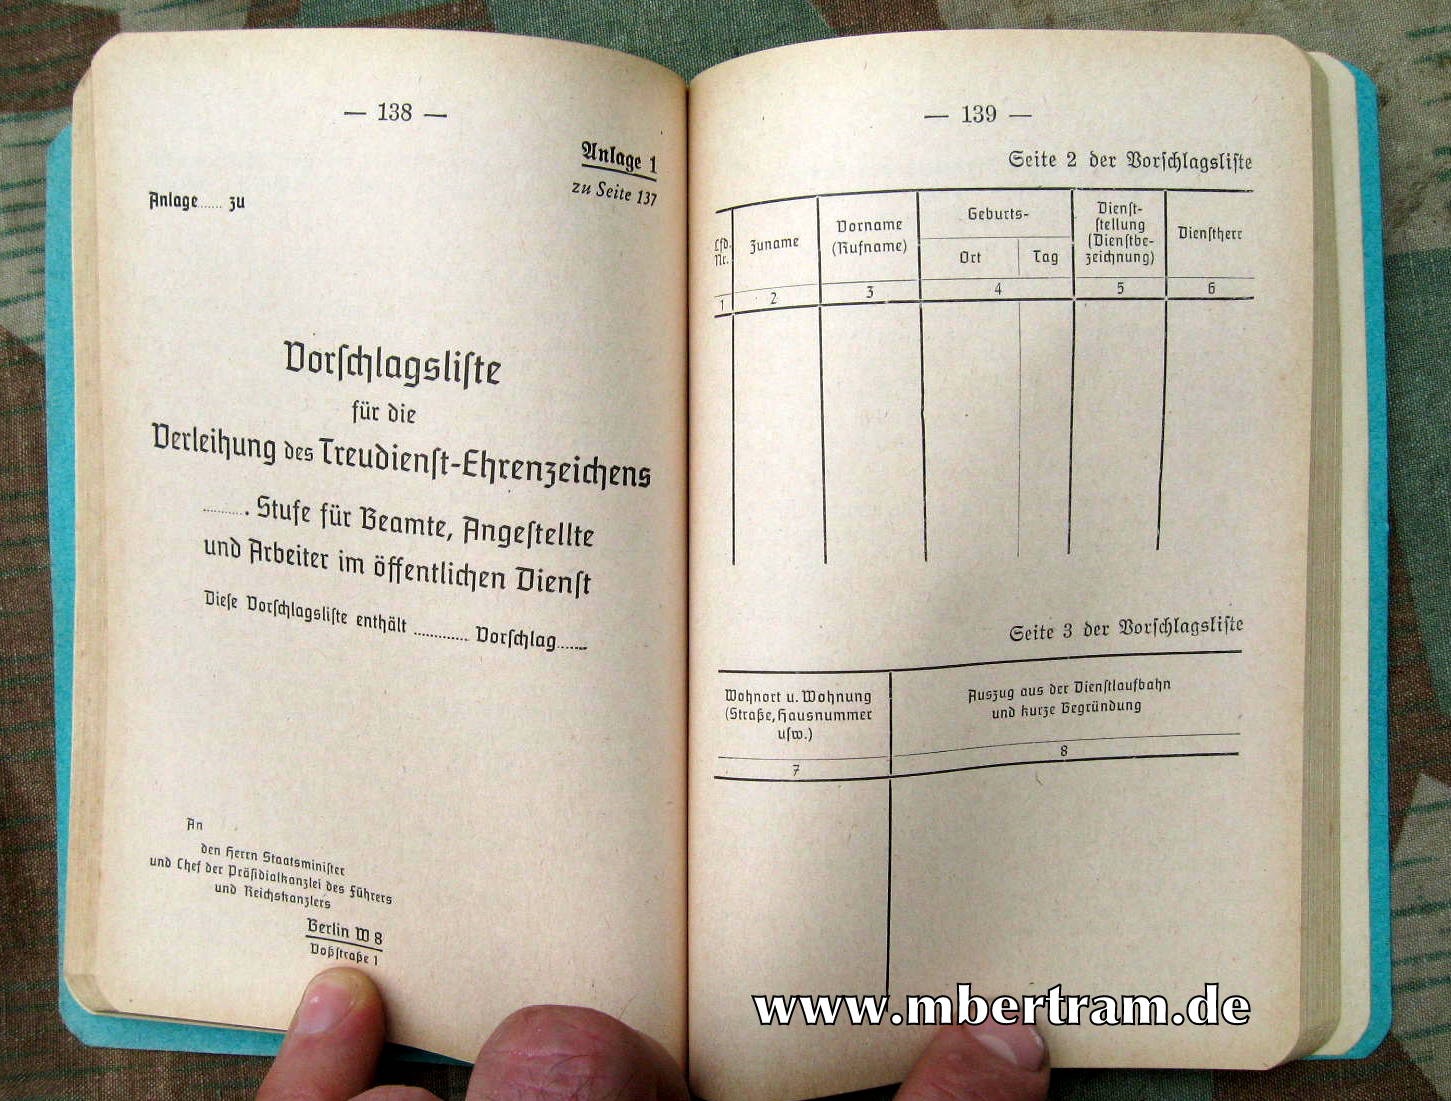 — 138 —
Anlage 1
zu Seite 137
Anlage...... zu
Vorschlagsliste
für die
Verleihung des Treudienst-Ehrenzeichens
.......... Stufe für Beamte, Angestellte
und Arbeiter im öffentlichen Dienst
Diese Vorschlagsliste enthält ............. Vorschlag.......
An
den Herrn Staatsminister
und Chef der Präsidialkanzlei des Führers
und Reichskanzlers
Berlin W 8
Voßstraße 1
— 139 —
Seite 2 der Vorschlagsliste
Lfd. Nr.
Zuname
Vorname (Rufname)
Geburts-
Ort
Tag
Dienst-
stellung
(Dienstbe-
zeichnung)
Dienstherr
1 2 3 4 5 6
Seite 3 der Vorschlagsliste
Wohnort u. Wohnung
(Straße, Hausnummer
usw.)
Auszug aus der Dienstlaufbahn
und kurze Begründung
7 8
www.mbertram.de